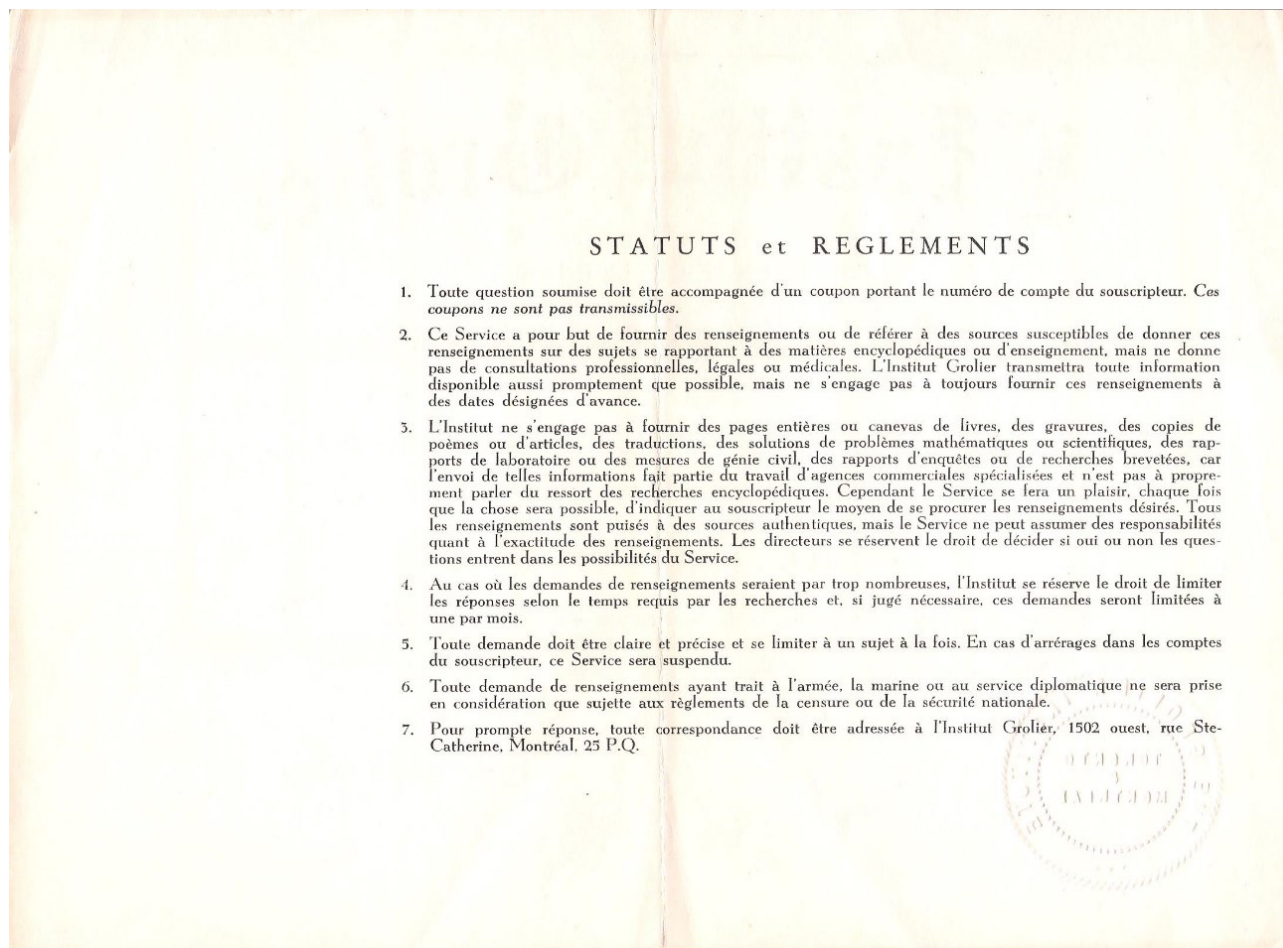 STATUTS et REGLEMENTS
1. Toute question soumise doit être accompagnée d'un coupon portant le numéro de compte du souscripteur. Ces
coupons ne sont pas transmissibles.
2. Ce Service a pour but de fournir des renseignements ou de référer à des sources susceptibles de donner ces
renseignements sur des sujets se rapportant à des matières encyclopédiques ou d'enseignement, mais ne donne
pas de consultations professionnelles, légales ou médicales. L'Institut Grolier transmettra toute information
disponible aussi promptement que possible, mais ne s'engage pas à toujours fournir ces renseignements à
des dates désignées d'avance.
3. L'Institut ne s'engage pas à fournir des pages entières ou canevas de livres, des gravures, des copies de
poèmes ou d'articles, des traductions, des solutions de problèmes mathématiques ou scientifiques, des rap-
ports de laboratoire ou des mesures de génie civil, des rapports d'enquêtes ou de recherches brevetées, car
l'envoi de telles informations fait partie du travail d'agences commerciales spécialisées et n'est pas à propre-
ment parler du ressort des recherches encyclopédiques. Cependant le Service se fera un plaisir, chaque fois
que la chose sera possible, d'indiquer au souscripteur le moyen de se procurer les renseignements désirés. Tous
les renseignements sont puisés à des sources authentiques, mais le Service ne peut assumer des responsabilités
quant à l'exactitude des renseignements. Les directeurs se réservent le droit de décider si oui ou non les ques-
tions entrent dans les possibilités du Service.
4. Au cas où les demandes de renseignements seraient par trop nombreuses, l'Institut se réserve le droit de limiter
les réponses selon le temps requis par les recherches et, si jugé nécessaire, ces demandes seront limitées à
une par mois.
5. Toute demande doit être claire et précise et se limiter à un sujet à la fois. En cas d'arrérages dans les comptes
du souscripteur, ce Service sera suspendu.
6. Toute demande de renseignements ayant trait à l'armée, la marine ou au service diplomatique ne sera prise
en considération que sujette aux règlements de la censure ou de la sécurité nationale.
7. Pour prompte réponse, toute correspondance doit être adressée à l'Institut Grolier, 1502 ouest, rue Ste-
Catherine, Montréal, 25 P.Q.